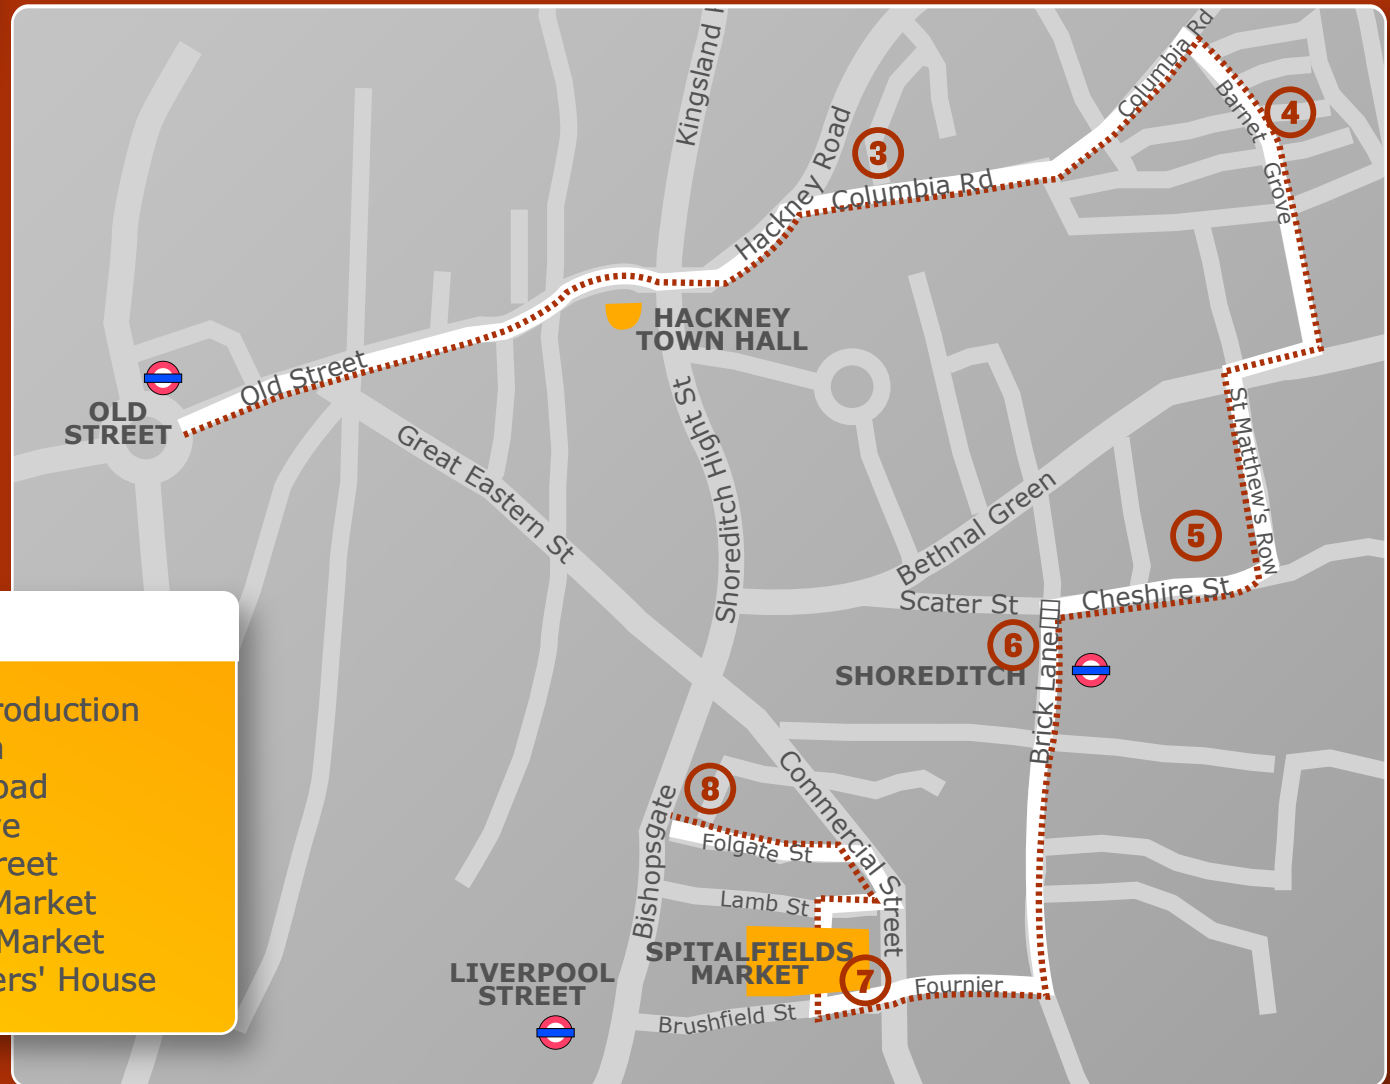 Kingsland
Columbia Rd
Barnet Grove
4
3
Hackney Road
Columbia Rd
HACKNEY
TOWN HALL
Old Street
OLD
STREET
Great Eastern St
Shoreditch Hight St
Bethnal Green
St Matthew's Row
5
Scater St
Cheshire St
6
SHOREDITCH
Brick Lane
roduction
oad
e
reet
Market
Market
ers' House
8
Commercial Street
Folgate St
Bishopsgate
Lamb St
SPITALFIELDS
MARKET
7
LIVERPOOL
STREET
Fournier
Brushfield St